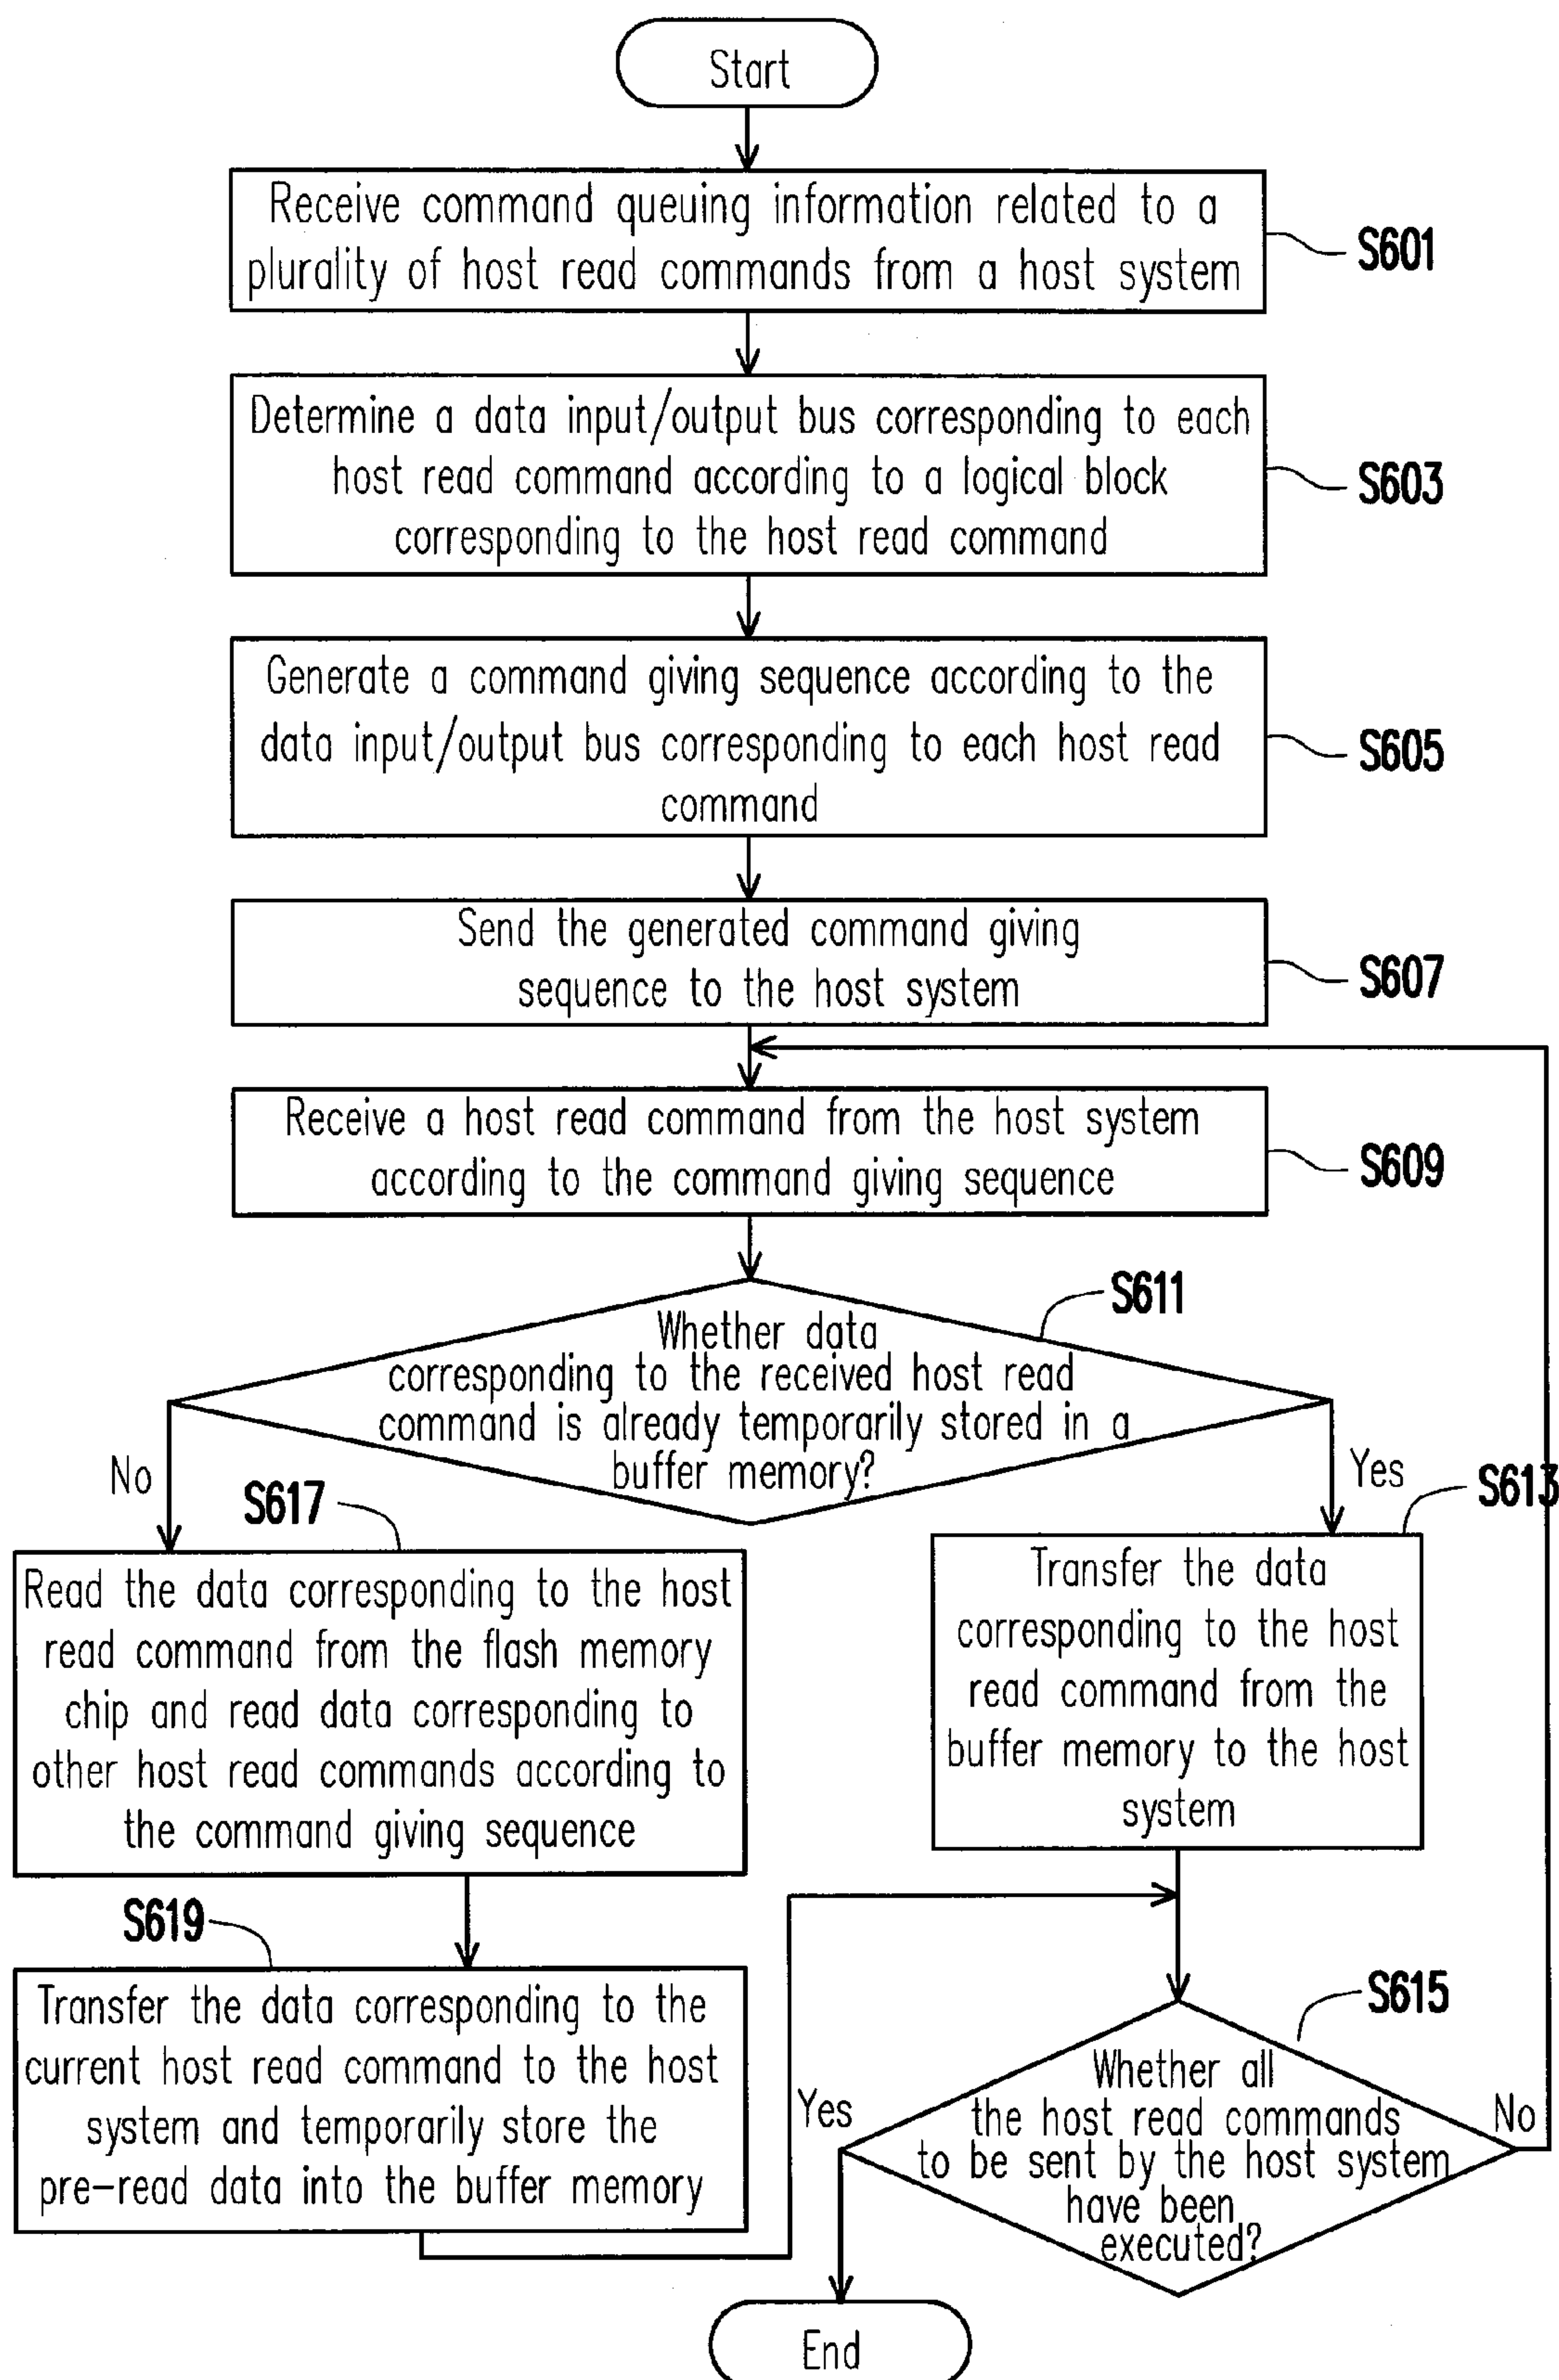 Start
Receive command queuing information related to a
plurality of host read commands from a host system
S601
Determine a data input/output bus corresponding to each
host read command according to a logical block
corresponding to the host read command
S603
Generate a command giving sequence according to the
data input/output bus corresponding to each host read
command
S605
Send the generated command giving
sequence to the host system
S607
Receive a host read command from the host system
according to the command giving sequence
S609
S611
Whether data
corresponding to the received host read
command is already temporarily stored in a
buffer memory?
No
Yes
S617
S613
Read the data corresponding to the host
read command from the flash memory
chip and read data corresponding to
other host read commands according to
the command giving sequence
Transfer the data
corresponding to the host
read command from the
buffer memory to the host
system
S619
Transfer the data corresponding to the
current host read command to the host
system and temporarily store the
pre-read data into the buffer memory
S615
Whether all
the host read commands
to be sent by the host system
have been
executed?
Yes
No
End